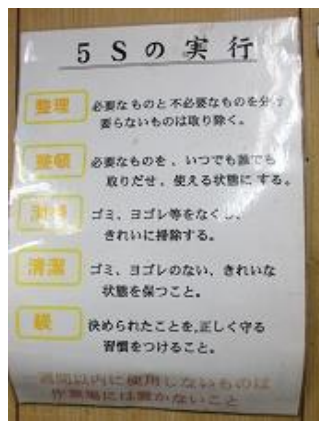 5Sの実行
整理
必要なものと不必要なものを分け
要らないものは取り除く。
整頓
必要なものを、いつでも誰でも
取りだせ、使える状態にする。
清掃
ゴミ、ヨゴレ等をなくし、
きれいに掃除する。
清潔
ゴミ、ヨゴレのない、きれいな
状態を保つこと。
躾
決められたことを,正しく守る
習慣をつけること。
週間以内に使用しないものは
作業場には置かないこと